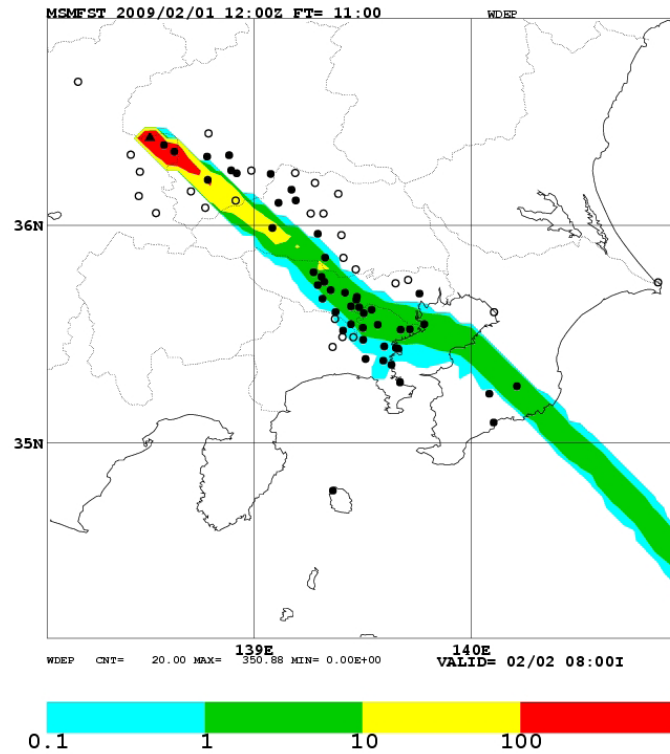 MSMFST 2009/02/01 12:00Z FT= 11:00 WDEP
36N
35N
139E 140E
WDEP CNT= 20.00 MAX= 350.88 MIN= 0.00E+00 VALID= 02/02 08:00I
0.1 1 10 100